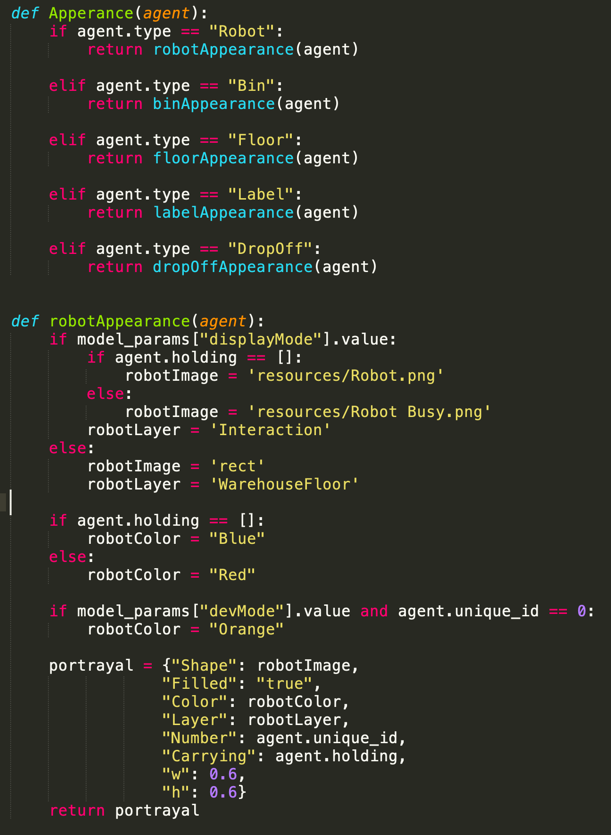 def Apperance(agent):
    if agent.type == "Robot":
        return robotAppearance(agent)

    elif agent.type == "Bin":
        return binAppearance(agent)

    elif agent.type == "Floor":
        return floorAppearance(agent)

    elif agent.type == "Label":
        return labelAppearance(agent)

    elif agent.type == "DropOff":
        return dropOffAppearance(agent)


def robotAppearance(agent):
    if model_params["displayMode"].value:
        if agent.holding == []:
            robotImage = 'resources/Robot.png'
        else:
            robotImage = 'resources/Robot Busy.png'
        robotLayer = 'Interaction'
    else:
        robotImage = 'rect'
        robotLayer = 'WarehouseFloor'

    if agent.holding == []:
        robotColor = "Blue"
    else:
        robotColor = "Red"

    if model_params["devMode"].value and agent.unique_id == 0:
        robotColor = "Orange"

    portrayal = {"Shape": robotImage,
                "Filled": "true",
                "Color": robotColor,
                "Layer": robotLayer,
                "Number": agent.unique_id,
                "Carrying": agent.holding,
                "w": 0.6,
                "h": 0.6}
    return portrayal